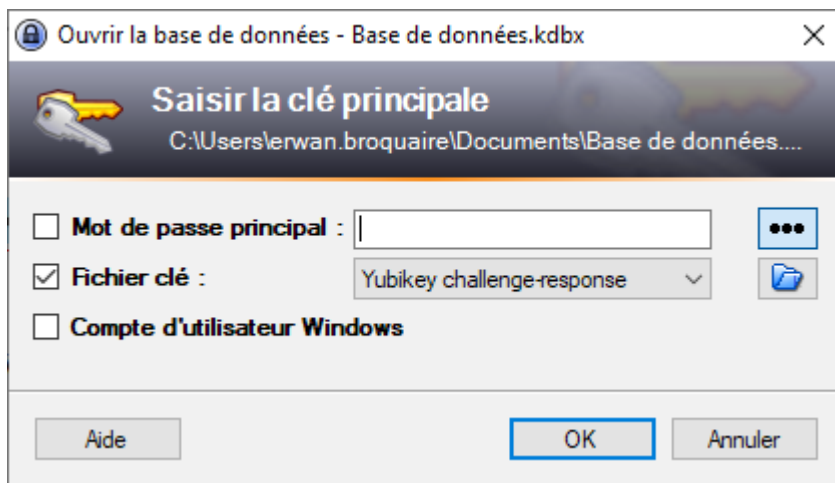 Ouvrir la base de données - Base de données.kdbx
Saisir la clé principale
C:\Users\erwan.broquaire\Documents\Base de données....
Mot de passe principal :
Fichier clé : Yubikey challenge-response
Compte d'utilisateur Windows
Aide OK Annuler